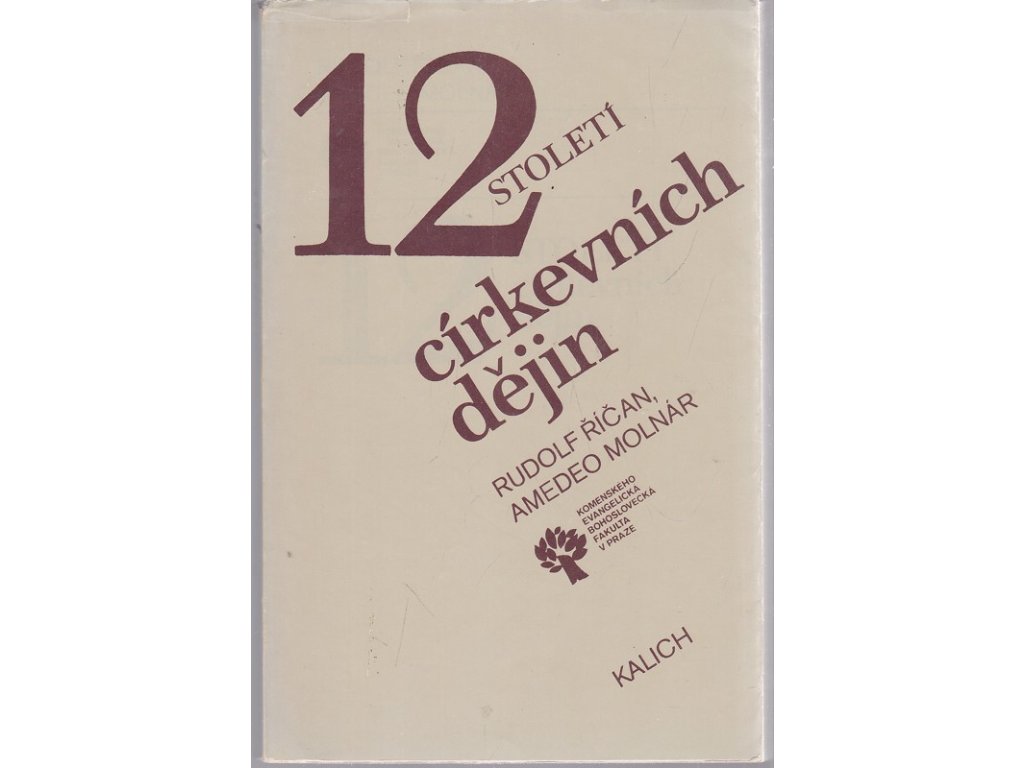 12
STOLETÍ
církevních
dějin
RUDOLF ŘÍČAN,
AMEDEO MOLNÁR
KOMENSKÉHO
EVANGELICKÁ
BOHOSLOVECKÁ
FAKULTA
V PRAZE
KALICH